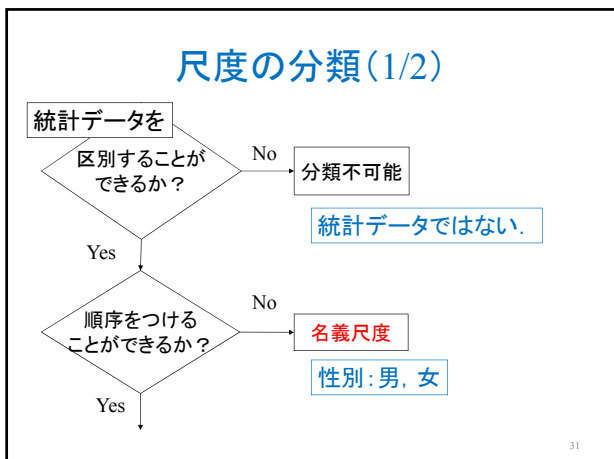 尺度の分類(1/2)
統計データを
区別することが
できるか？
No
分類不可能
統計データではない.
Yes
順序をつける
ことができるか？
No
名義尺度
性別:男,女
Yes
31